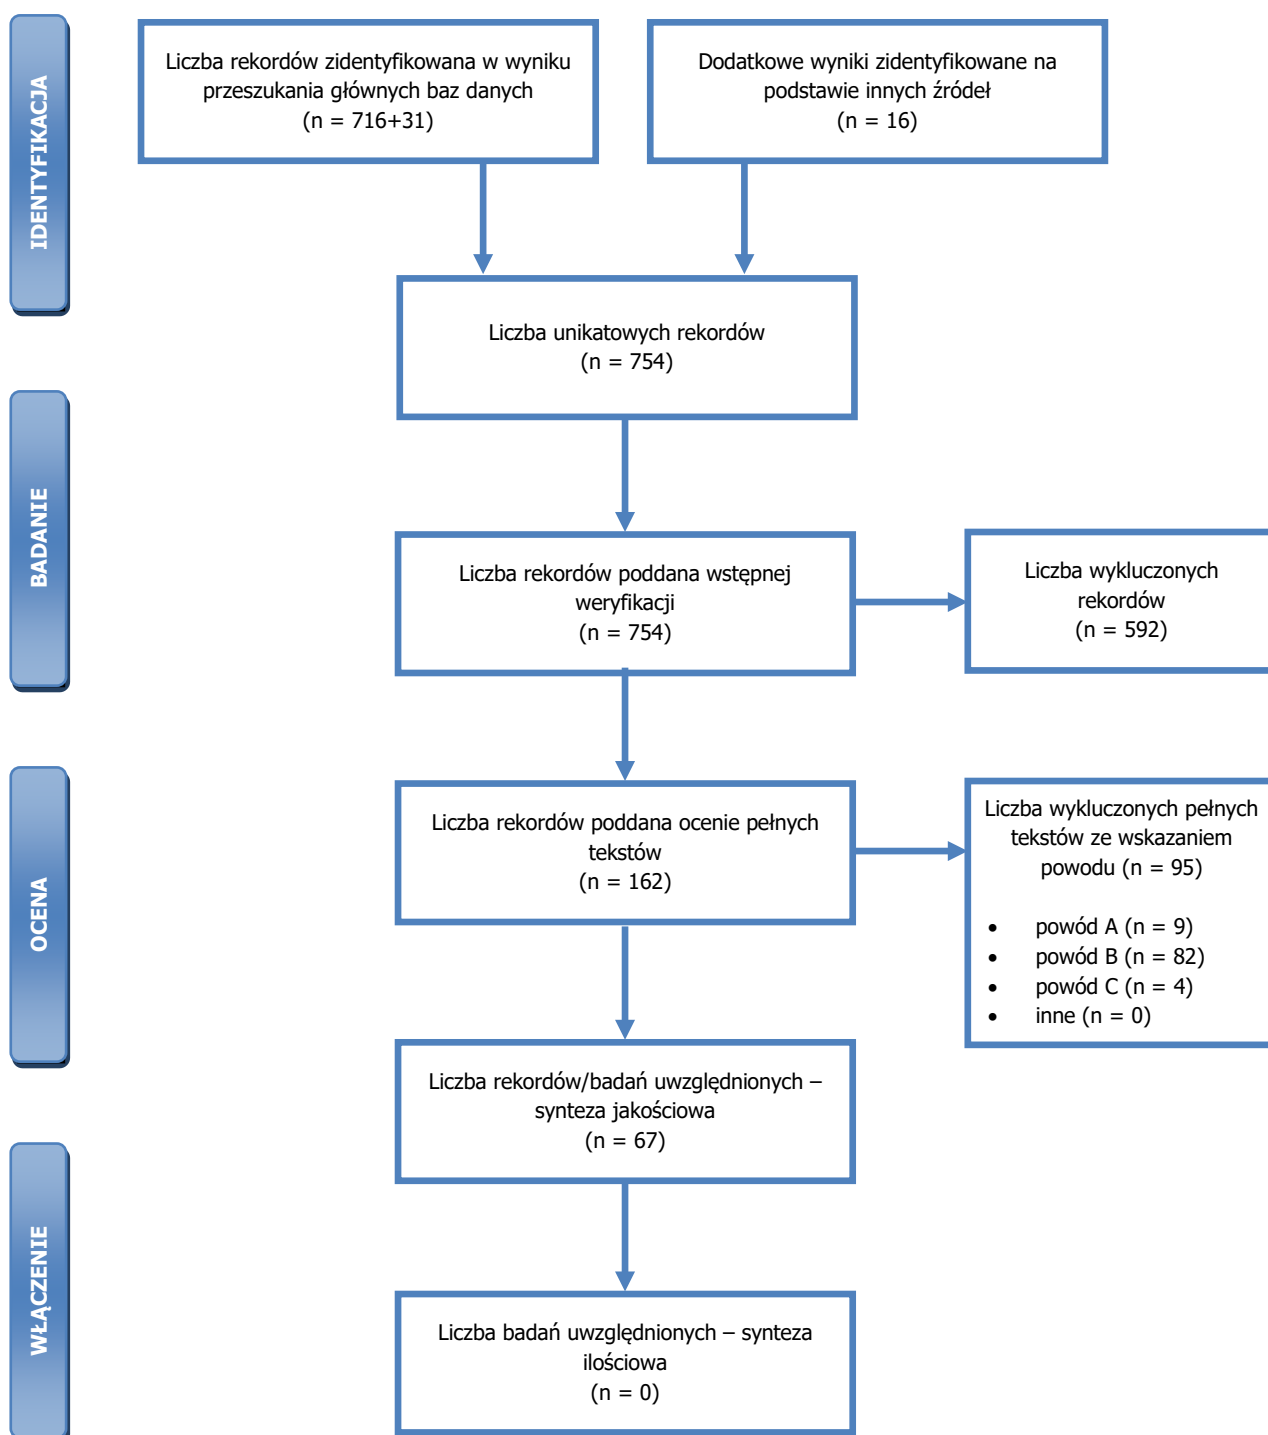 IDENTYFIKACJA
Liczba rekordów zidentyfikowana w wyniku
przeszukania głównych baz danych
(n = 716+31)
Dodatkowe wyniki zidentyfikowane na
podstawie innych źródeł
(n = 16)
Liczba unikatowych rekordów
(n = 754)
BADANIE
Liczba rekordów poddana wstępnej
weryfikacji
(n = 754)
Liczba wykluczonych
rekordów
(n = 592)
OCENA
Liczba rekordów poddana ocenie pełnych
tekstów
(n = 162)
Liczba wykluczonych pełnych
tekstów ze wskazaniem
powodu (n = 95)
• powód A (n = 9)
• powód B (n = 82)
• powód C (n = 4)
• inne (n = 0)
Liczba rekordów/badań uwzględnionych –
synteza jakościowa
(n = 67)
WŁĄCZENIE
Liczba badań uwzględnionych – synteza
ilościowa
(n = 0)